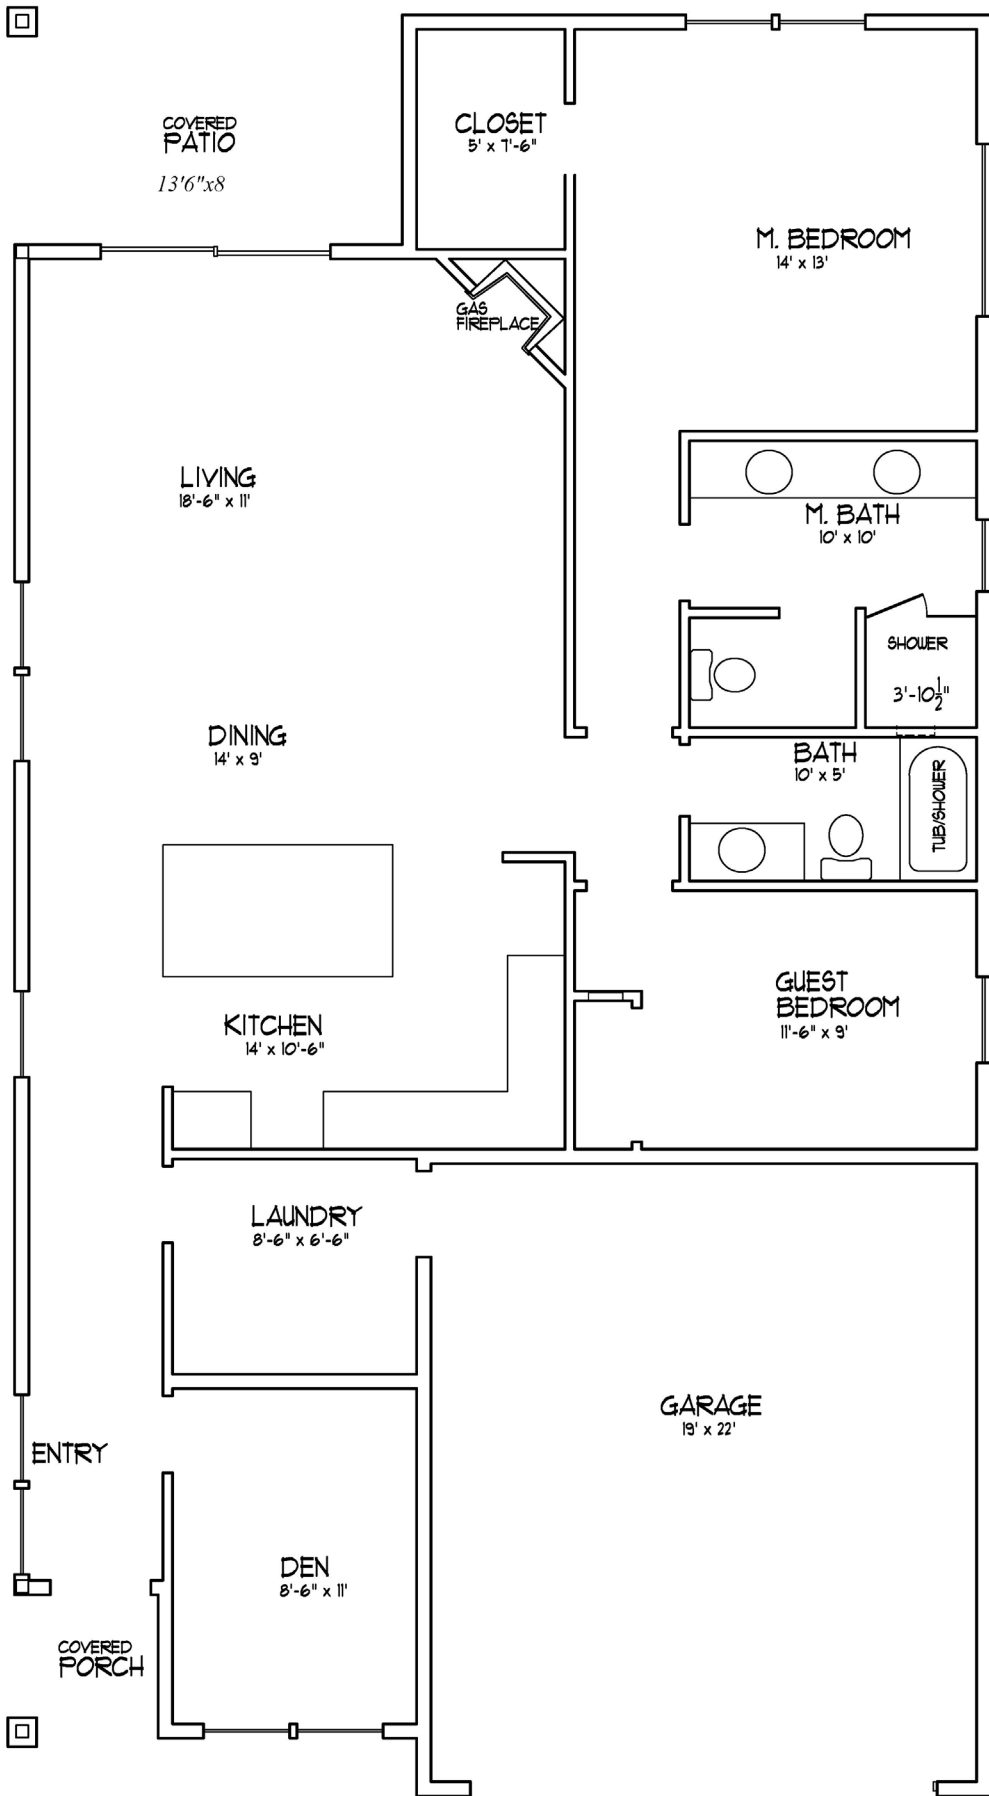 COVERED
PATIO
13'6"x8
CLOSET
5' x 7'-6"
M. BEDROOM
14' x 13'
GAS
FIREPLACE
LIVING
18'-6" x 11'
M. BATH
10' x 10'
SHOWER
3'-10½"
DINING
14' x 9'
BATH
10' x 5'
TUB/SHOWER
GUEST
BEDROOM
11'-6" x 9'
KITCHEN
14' x 10'-6"
LAUNDRY
8'-6" x 6'-6"
GARAGE
19' x 22'
ENTRY
DEN
8'-6" x 11'
COVERED
PORCH